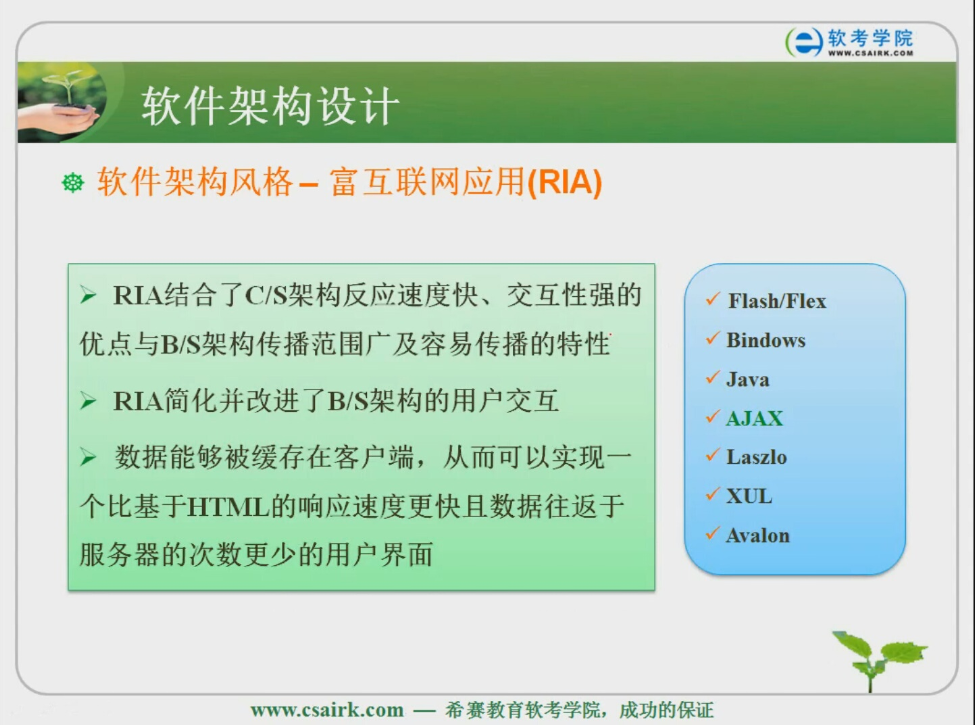 软考学院
WWW.CSAIRK.COM
软件架构设计
软件架构风格 – 富互联网应用(RIA)
RIA结合了C/S架构反应速度快、交互性强的
优点与B/S架构传播范围广及容易传播的特性
RIA简化并改进了B/S架构的用户交互
数据能够被缓存在客户端，从而可以实现一
个比基于HTML的响应速度更快且数据往返于
服务器的次数更少的用户界面
Flash/Flex
Bindows
Java
AJAX
Laszlo
XUL
Avalon
www.csairk.com — 希赛教育软考学院，成功的保证